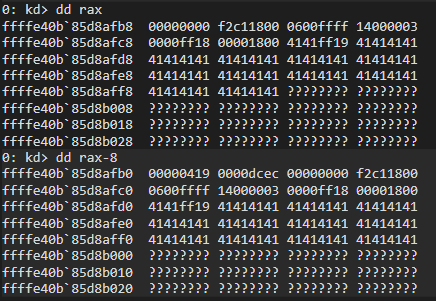 0: kd> dd rax
ffffe40b`85d8afb8  00000000 f2c11800 0600ffff 14000003
ffffe40b`85d8afc8  0000ff18 00001800 4141ff19 41414141
ffffe40b`85d8afd8  41414141 41414141 41414141 41414141
ffffe40b`85d8afe8  41414141 41414141 41414141 41414141
ffffe40b`85d8aff8  41414141 41414141 ???????? ????????
ffffe40b`85d8b008  ???????? ???????? ???????? ????????
ffffe40b`85d8b018  ???????? ???????? ???????? ????????
ffffe40b`85d8b028  ???????? ???????? ???????? ????????
0: kd> dd rax-8
ffffe40b`85d8afb0  00000419 0000dcec 00000000 f2c11800
ffffe40b`85d8afc0  0600ffff 14000003 0000ff18 00001800
ffffe40b`85d8afd0  4141ff19 41414141 41414141 41414141
ffffe40b`85d8afe0  41414141 41414141 41414141 41414141
ffffe40b`85d8aff0  41414141 41414141 41414141 41414141
ffffe40b`85d8b000  ???????? ???????? ???????? ????????
ffffe40b`85d8b010  ???????? ???????? ???????? ????????
ffffe40b`85d8b020  ???????? ???????? ???????? ????????